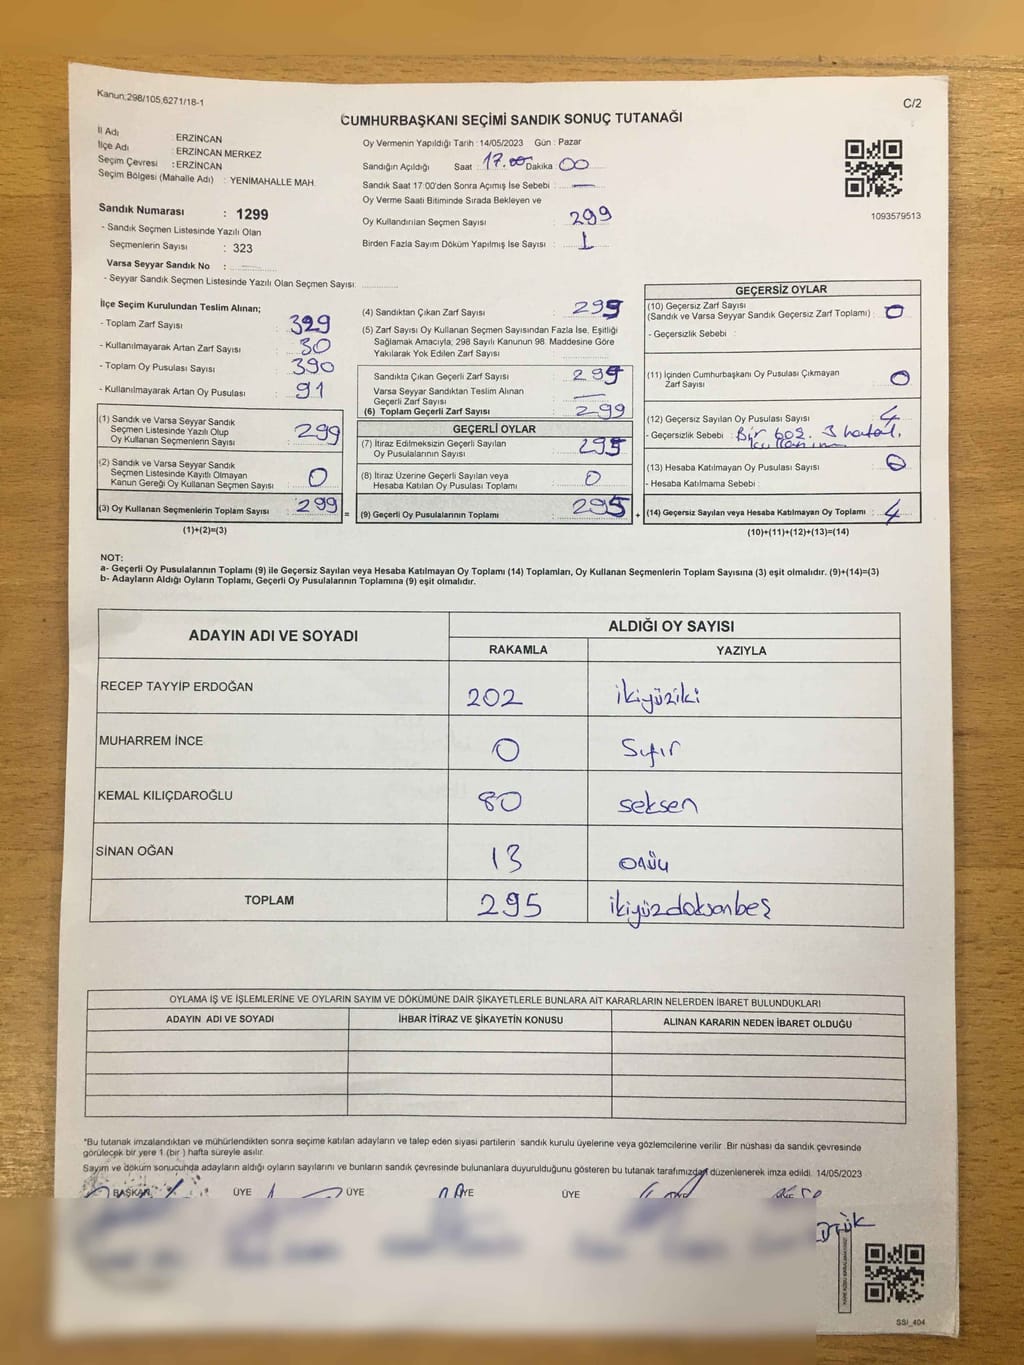 Kanun;298/105,6271/18-1
C/2
CUMHURBAŞKANI SEÇİMİ SANDIK SONUÇ TUTANAĞI
İl Adı : ERZİNCAN
İlçe Adı : ERZİNCAN MERKEZ
Seçim Çevresi : ERZİNCAN
Seçim Bölgesi (Mahalle Adı) : YENİMAHALLE MAH.
Sandık Numarası : 1299
- Sandık Seçmen Listesinde Yazılı Olan
Seçmenlerin Sayısı : 323
Varsa Seyyar Sandık No :
- Seyyar Sandık Seçmen Listesinde Yazılı Olan Seçmen Sayısı:
Oy Vermenin Yapıldığı Tarih : 14/05/2023 Gün : Pazar
Sandığın Açıldığı Saat : 17.00 Dakika : 00
Sandık Saat 17:00'den Sonra Açımış İse Sebebi : —
Oy Verme Saati Bitiminde Sırada Bekleyen ve
Oy Kullandırılan Seçmen Sayısı : 299
Birden Fazla Sayım Döküm Yapılmış İse Sayısı : 1
1093579513
İlçe Seçim Kurulundan Teslim Alınan;
- Toplam Zarf Sayısı : 329
- Kullanılmayarak Artan Zarf Sayısı : 30
- Toplam Oy Pusulası Sayısı : 390
- Kullanılmayarak Artan Oy Pusulası : 91
(1) Sandık ve Varsa Seyyar Sandık
Seçmen Listesinde Yazılı Olup
Oy Kullanan Seçmenlerin Sayısı : 299
(2) Sandık ve Varsa Seyyar Sandık
Seçmen Listesinde Kayıtlı Olmayan
Kanun Gereği Oy Kullanan Seçmen Sayısı : 0
(3) Oy Kullanan Seçmenlerin Toplam Sayısı : 299
(1)+(2)=(3)
(4) Sandıktan Çıkan Zarf Sayısı : 299
(5) Zarf Sayısı Oy Kullanan Seçmen Sayısından Fazla İse, Eşitliği
Sağlamak Amacıyla, 298 Sayılı Kanunun 98. Maddesine Göre
Yakılarak Yok Edilen Zarf Sayısı :
Sandıkta Çıkan Geçerli Zarf Sayısı : 299
Varsa Seyyar Sandıktan Teslim Alınan
Geçerli Zarf Sayısı : —
(6) Toplam Geçerli Zarf Sayısı : 299
GEÇERLİ OYLAR
(7) İtiraz Edilmeksizin Geçerli Sayılan
Oy Pusulalarının Sayısı : 295
(8) İtiraz Üzerine Geçerli Sayılan veya
Hesaba Katılan Oy Pusulası Toplamı : 0
= (9) Geçerli Oy Pusulalarının Toplamı : 295 +
GEÇERSİZ OYLAR
(10) Geçersiz Zarf Sayısı
(Sandık ve Varsa Seyyar Sandık Geçersiz Zarf Toplamı) : 0
- Geçersizlik Sebebi :
(11) İçinden Cumhurbaşkanı Oy Pusulası Çıkmayan
Zarf Sayısı : 0
(12) Geçersiz Sayılan Oy Pusulası Sayısı : 4
- Geçersizlik Sebebi : Bir boş. 3 hatalı
(13) Hesaba Katılmayan Oy Pusulası Sayısı : 0
- Hesaba Katılmama Sebebi :
(14) Geçersiz Sayılan veya Hesaba Katılmayan Oy Toplamı : 4
(10)+(11)+(12)+(13)=(14)
NOT:
a- Geçerli Oy Pusulalarının Toplamı (9) ile Geçersiz Sayılan veya Hesaba Katılmayan Oy Toplamı (14) Toplamları, Oy Kullanan Seçmenlerin Toplam Sayısına (3) eşit olmalıdır. (9)+(14)=(3)
b- Adayların Aldığı Oyların Toplamı, Geçerli Oy Pusulalarının Toplamına (9) eşit olmalıdır.
ADAYIN ADI VE SOYADI
ALDIĞI OY SAYISI
RAKAMLA YAZIYLA
RECEP TAYYİP ERDOĞAN 202 ikiyüziki
MUHARREM İNCE 0 Sıfır
KEMAL KILIÇDAROĞLU 80 seksen
SİNAN OĞAN 13 onüç
TOPLAM 295 ikiyüzdoksanbeş
OYLAMA İŞ VE İŞLEMLERİNE VE OYLARIN SAYIM VE DÖKÜMÜNE DAİR ŞİKAYETLERLE BUNLARA AİT KARARLARIN NELERDEN İBARET BULUNDUKLARI
ADAYIN ADI VE SOYADI İHBAR İTİRAZ VE ŞİKAYETİN KONUSU ALINAN KARARIN NEDEN İBARET OLDUĞU
*Bu tutanak imzalandıktan ve mühürlendikten sonra seçime katılan adayların ve talep eden siyasi partilerin sandık kurulu üyelerine veya gözlemcilerine verilir. Bir nüshası da sandık çevresinde
görülecek bir yere 1 (bir ) hafta süreyle asılır.
Sayım ve döküm sonucunda adayların aldığı oyların sayılarını ve bunların sandık çevresinde bulunanlara duyurulduğunu gösteren bu tutanak tarafımızdan düzenlenerek imza edildi. 14/05/2023
BAŞKAN ÜYE ÜYE ÜYE ÜYE
SSI_404